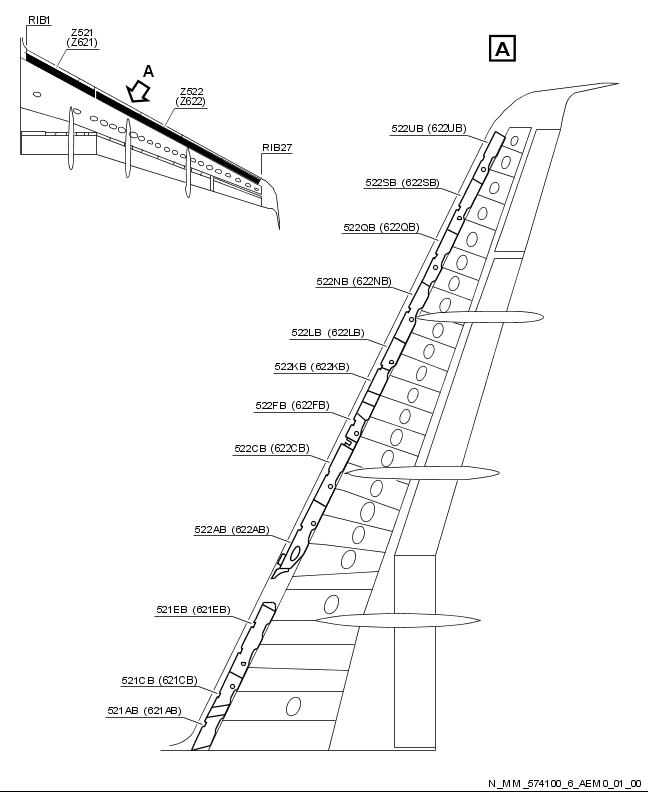 RIB1
Z521
(Z621)
A
Z522
(Z622)
RIB27
A
522UB (622UB)
522SB (622SB)
522QB (622QB)
522NB (622NB)
522LB (622LB)
522KB (622KB)
522FB (622FB)
522CB (622CB)
522AB (622AB)
521EB (621EB)
521CB (621CB)
521AB (621AB)
N_MM_574100_6_AEM0_01_00